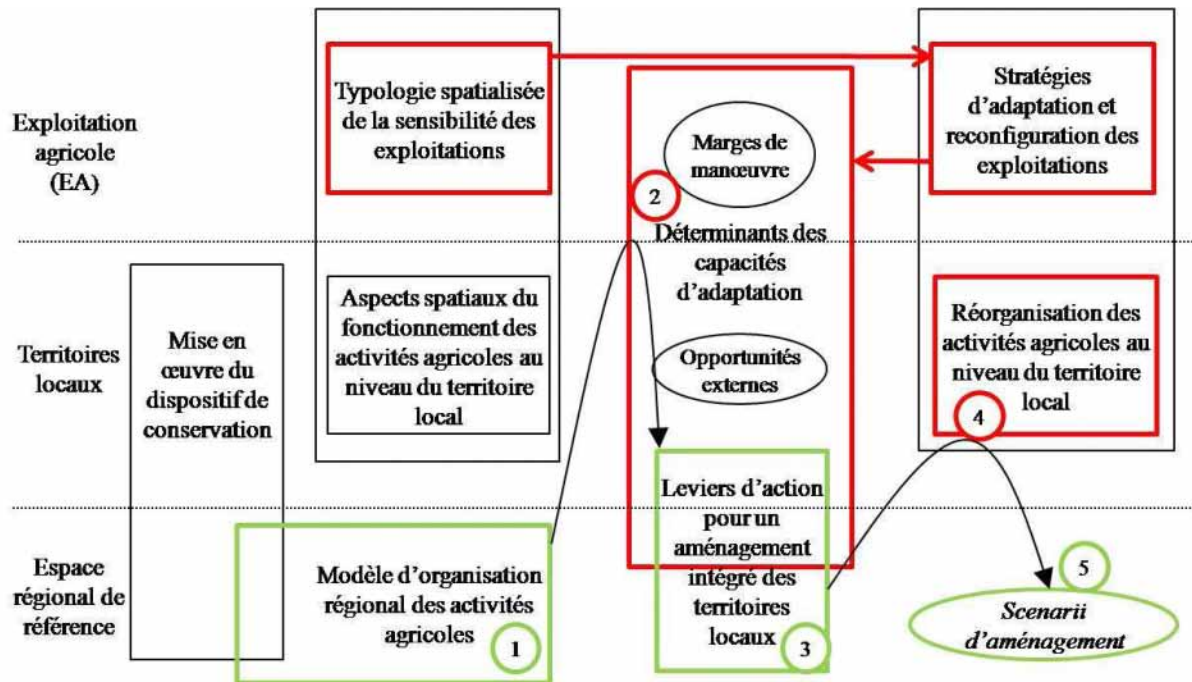 Exploitation
agricole
(EA)
Typologie spatialisée
de la sensibilité des
exploitations
Marges de
manœuvre
2
Stratégies
d'adaptation et
reconfiguration des
exploitations
Déterminants des
capacités
d'adaptation
Territoires
locaux
Mise en
œuvre du
dispositif de
conservation
Aspects spatiaux du
fonctionnement des
activités agricoles au
niveau du territoire
local
Opportunités
externes
Réorganisation des
activités agricoles au
niveau du territoire
local
4
Espace
régional de
référence
Modèle d'organisation
régional des activités
agricoles
1
Leviers d'action
pour un
aménagement
intégré des
territoires
locaux
3
5
Scenarii
d'aménagement